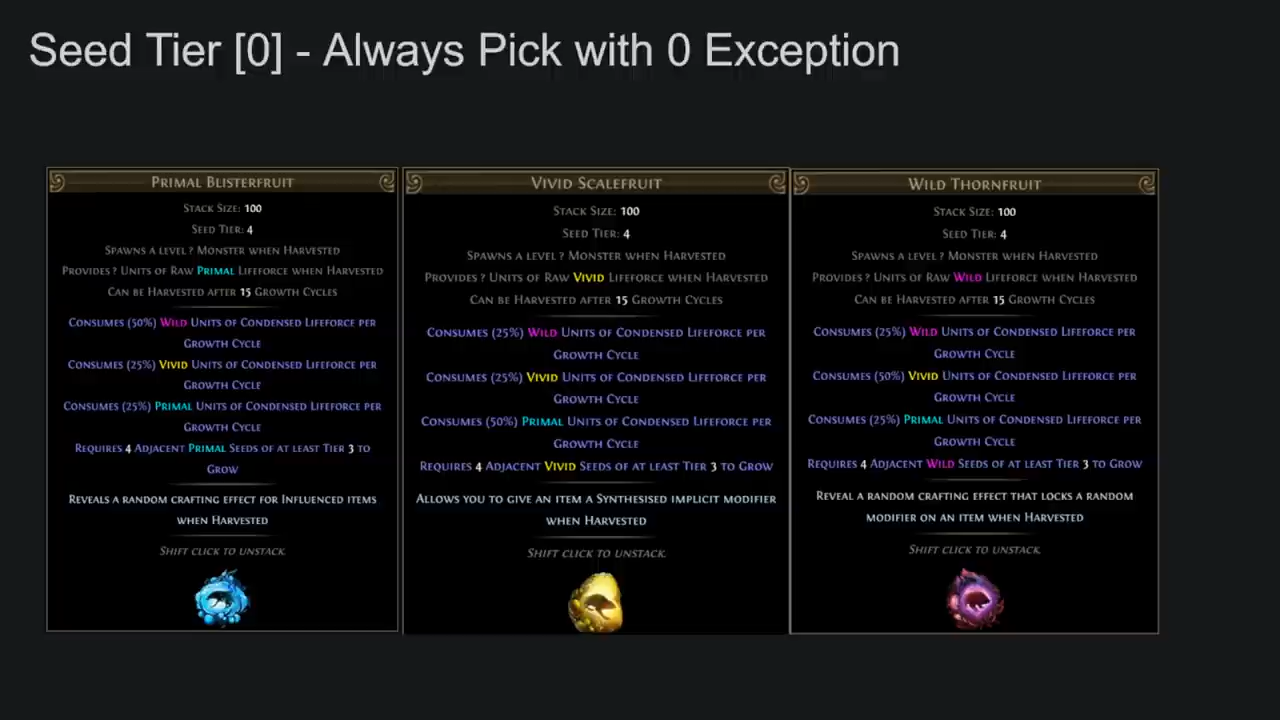 Seed Tier [0] - Always Pick with 0 Exception
Primal Blisterfruit
Stack Size: 100
Seed Tier: 4
Spawns a level ? Monster when Harvested
Provides ? Units of Raw Primal Lifeforce when Harvested
Can be Harvested after 15 Growth Cycles
Consumes (50%) Wild Units of Condensed Lifeforce per
Growth Cycle
Consumes (25%) Vivid Units of Condensed Lifeforce per
Growth Cycle
Consumes (25%) Primal Units of Condensed Lifeforce per
Growth Cycle
Requires 4 Adjacent Primal Seeds of at least Tier 3 to
Grow
Reveals a random crafting effect for Influenced items
when Harvested
Shift click to unstack.
Vivid Scalefruit
Stack Size: 100
Seed Tier: 4
Spawns a level ? Monster when Harvested
Provides ? Units of Raw Vivid Lifeforce when Harvested
Can be Harvested after 15 Growth Cycles
Consumes (25%) Wild Units of Condensed Lifeforce per
Growth Cycle
Consumes (25%) Vivid Units of Condensed Lifeforce per
Growth Cycle
Consumes (50%) Primal Units of Condensed Lifeforce per
Growth Cycle
Requires 4 Adjacent Vivid Seeds of at least Tier 3 to Grow
Allows you to give an item a Synthesised implicit modifier
when Harvested
Shift click to unstack.
Wild Thornfruit
Stack Size: 100
Seed Tier: 4
Spawns a level ? Monster when Harvested
Provides ? Units of Raw Wild Lifeforce when Harvested
Can be Harvested after 15 Growth Cycles
Consumes (25%) Wild Units of Condensed Lifeforce per
Growth Cycle
Consumes (50%) Vivid Units of Condensed Lifeforce per
Growth Cycle
Consumes (25%) Primal Units of Condensed Lifeforce per
Growth Cycle
Requires 4 Adjacent Wild Seeds of at least Tier 3 to Grow
Reveal a random crafting effect that locks a random
modifier on an item when Harvested
Shift click to unstack.